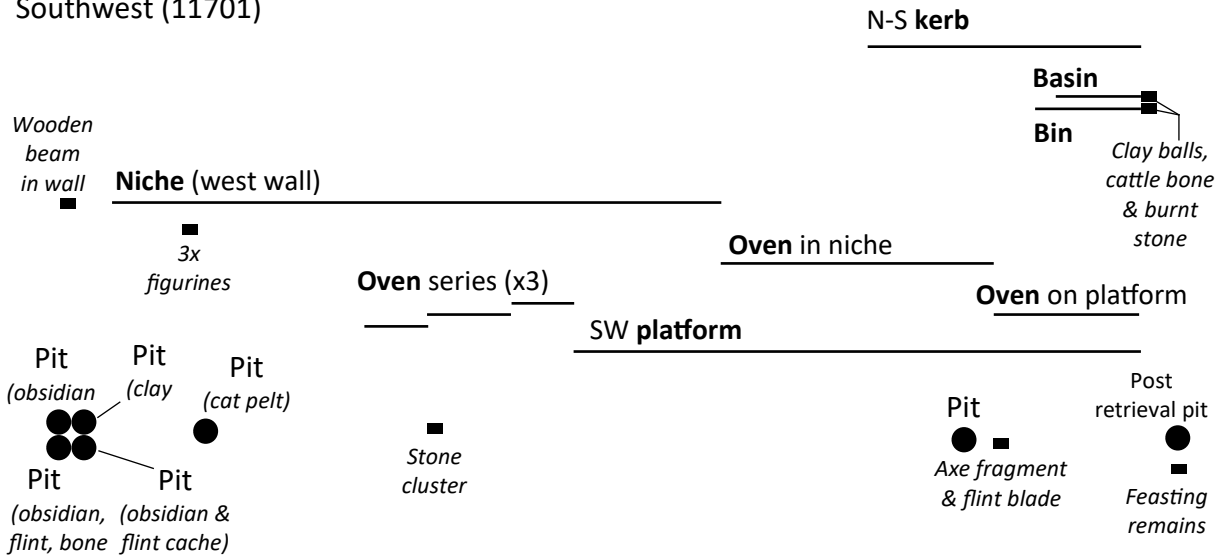 Southwest (11701)
N-S kerb
Basin
Bin
Clay balls,
cattle bone
& burnt
stone
Wooden
beam
in wall
Niche (west wall)
3x
figurines
Oven in niche
Oven series (x3)
Oven on platform
SW platform
Pit
(obsidian
Pit
(clay
Pit
(cat pelt)
Pit
(obsidian,
flint, bone
Pit
(obsidian &
flint cache)
Stone
cluster
Pit
Axe fragment
& flint blade
Post
retrieval pit
Feasting
remains